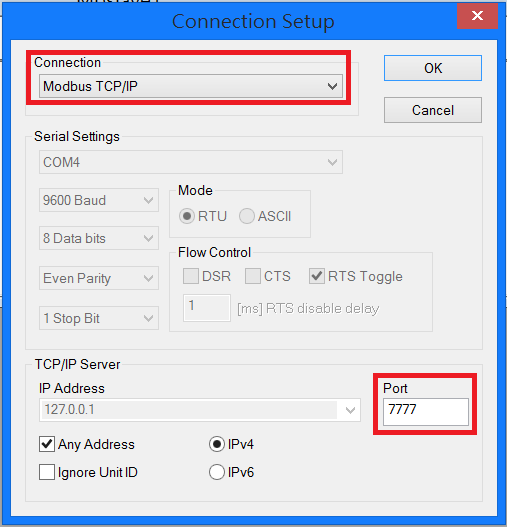 Connection Setup
Connection
Modbus TCP/IP
OK
Cancel
Serial Settings
COM4
9600 Baud
Mode
RTU
ASCII
8 Data bits
Flow Control
DSR
CTS
RTS Toggle
Even Parity
1
[ms] RTS disable delay
1 Stop Bit
TCP/IP Server
IP Address
Port
127.0.0.1
7777
Any Address
IPv4
Ignore Unit ID
IPv6